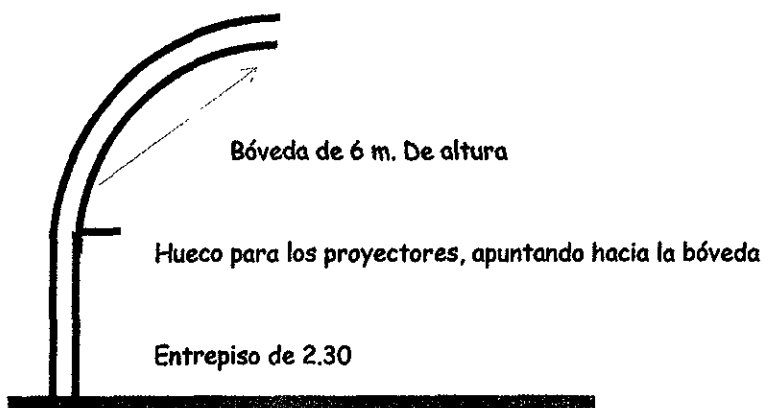 Bóveda de 6 m. De altura
Hueco para los proyectores, apuntando hacia la bóveda
Entrepiso de 2.30